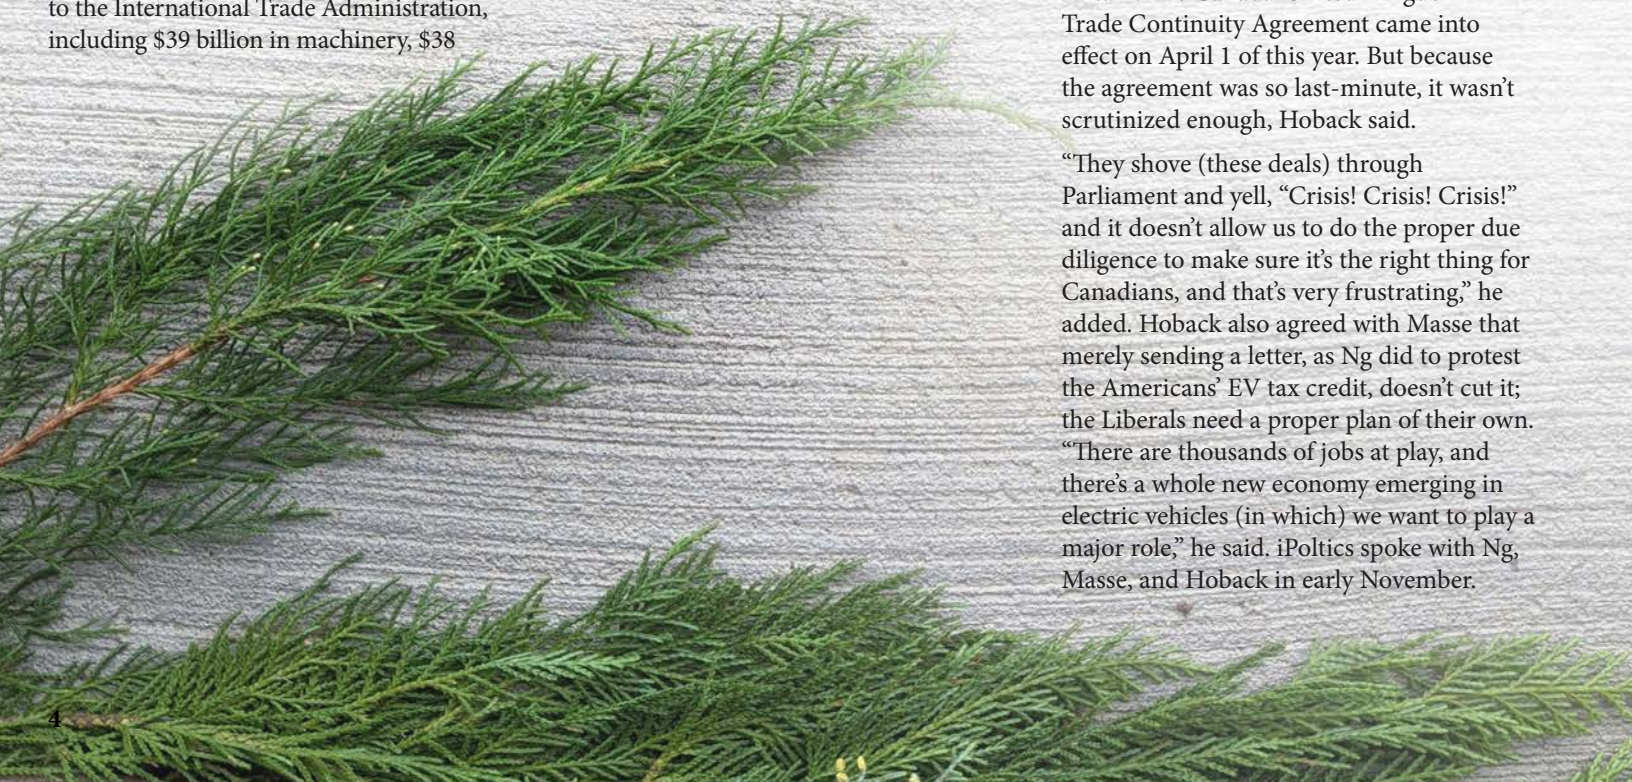 to the International Trade Administration,
including $39 billion in machinery, $38
Trade Continuity Agreement came into
effect on April 1 of this year. But because
the agreement was so last-minute, it wasn’t
scrutinized enough, Hoback said.
“They shove (these deals) through
Parliament and yell, “Crisis! Crisis! Crisis!”
and it doesn’t allow us to do the proper due
diligence to make sure it’s the right thing for
Canadians, and that’s very frustrating,” he
added. Hoback also agreed with Masse that
merely sending a letter, as Ng did to protest
the Americans’ EV tax credit, doesn’t cut it;
the Liberals need a proper plan of their own.
“There are thousands of jobs at play, and
there’s a whole new economy emerging in
electric vehicles (in which) we want to play a
major role,” he said. iPoltics spoke with Ng,
Masse, and Hoback in early November.
4